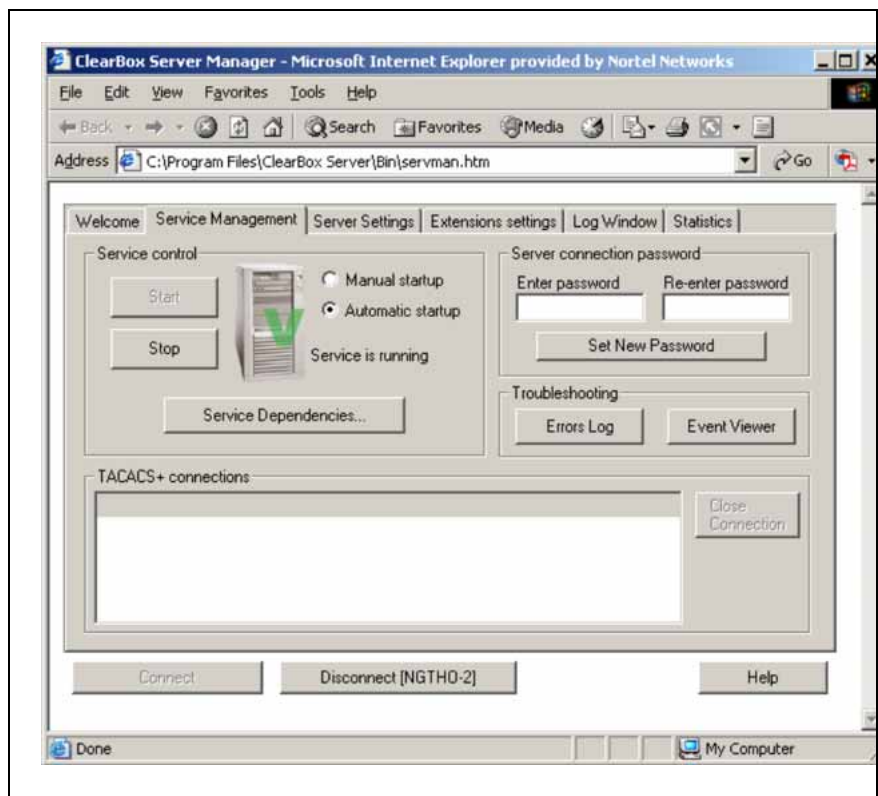 ClearBox Server Manager - Microsoft Internet Explorer provided by Nortel Networks
File Edit View Favorites Tools Help
Back Search Favorites Media
Address C:\Program Files\ClearBox Server\Bin\servman.htm Go
Welcome Service Management Server Settings Extensions settings Log Window Statistics
Service control
Start
Manual startup
Automatic startup
Stop
V
Service is running
Service Dependencies...
Server connection password
Enter password Re-enter password
Set New Password
Troubleshooting
Errors Log Event Viewer
TACACS+ connections
Close
Connection
Connect Disconnect [NGTHO-2] Help
Done My Computer